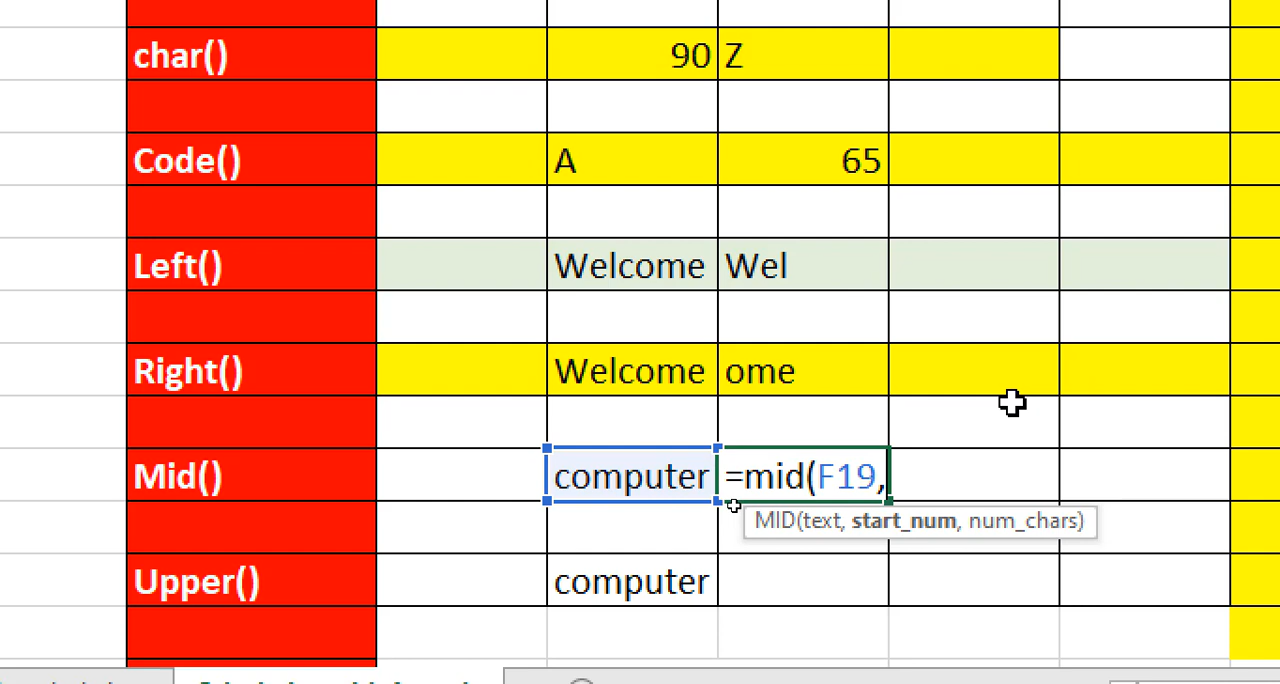 char() 90 Z
Code() A 65
Left() Welcome Wel
Right() Welcome ome
Mid() computer =mid(F19,
MID(text, start_num, num_chars)
Upper() computer